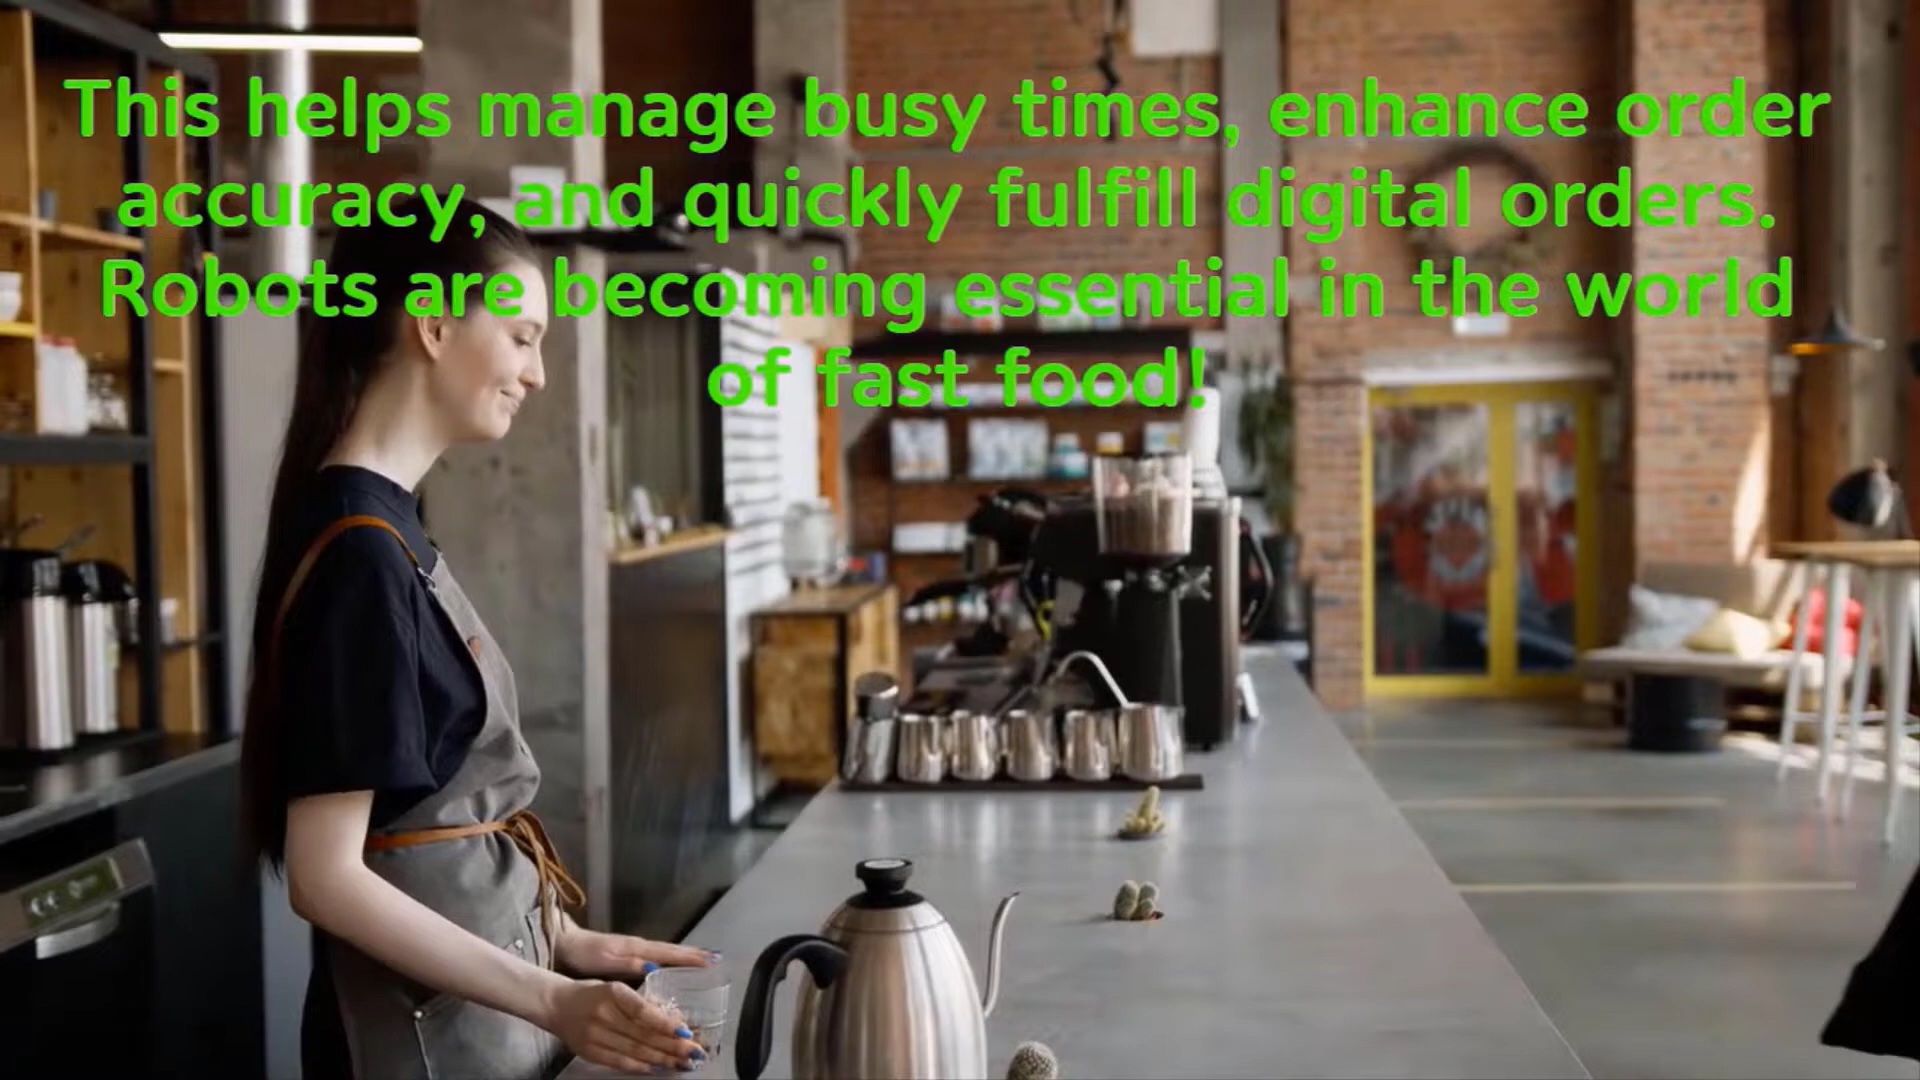 This helps manage busy times, enhance order
accuracy, and quickly fulfill digital orders.
Robots are becoming essential in the world
of fast food!